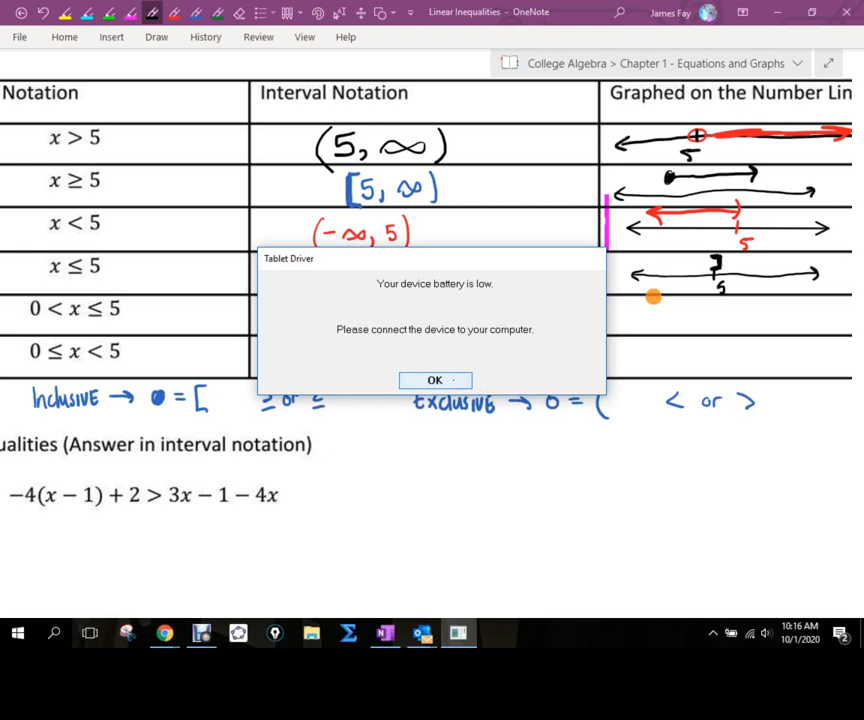 Linear Inequalities - OneNote
James Fay
File Home Insert Draw History Review View Help
College Algebra > Chapter 1 - Equations and Graphs
Notation Interval Notation Graphed on the Number Lin
x > 5 (5, ∞) 5
x ≥ 5 [5, ∞)
x < 5 (-∞, 5) 5
x ≤ 5 5
0 < x ≤ 5
0 ≤ x < 5
Tablet Driver
Your device battery is low.
Please connect the device to your computer.
OK
Inclusive → ● = [ ≥ or ≤ Exclusive → o = ( < or >
ualities (Answer in interval notation)
−4(x − 1) + 2 > 3x − 1 − 4x
10:16 AM
10/1/2020
2